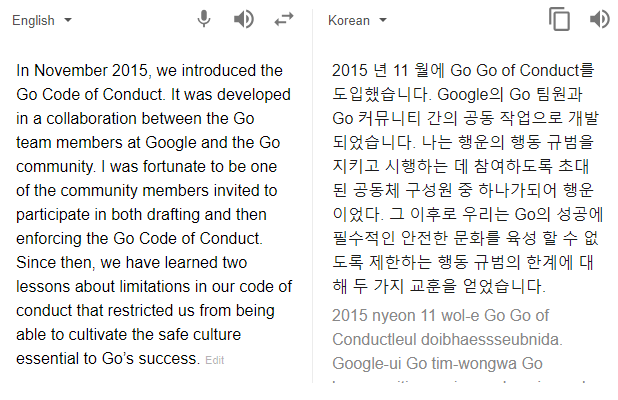 English
Korean
In November 2015, we introduced the
Go Code of Conduct. It was developed
in a collaboration between the Go
team members at Google and the Go
community. I was fortunate to be one
of the community members invited to
participate in both drafting and then
enforcing the Go Code of Conduct.
Since then, we have learned two
lessons about limitations in our code of
conduct that restricted us from being
able to cultivate the safe culture
essential to Go’s success. Edit
2015 년 11 월에 Go Go of Conduct를
도입했습니다. Google의 Go 팀원과
Go 커뮤니티 간의 공동 작업으로 개발
되었습니다. 나는 행운의 행동 규범을
지키고 시행하는 데 참여하도록 초대
된 공동체 구성원 중 하나가되어 행운
이었다. 그 이후로 우리는 Go의 성공에
필수적인 안전한 문화를 육성 할 수 없
도록 제한하는 행동 규범의 한계에 대
해 두 가지 교훈을 얻었습니다.
2015 nyeon 11 wol-e Go Go of
Conductleul doibhaessseubnida.
Google-ui Go tim-wongwa Go